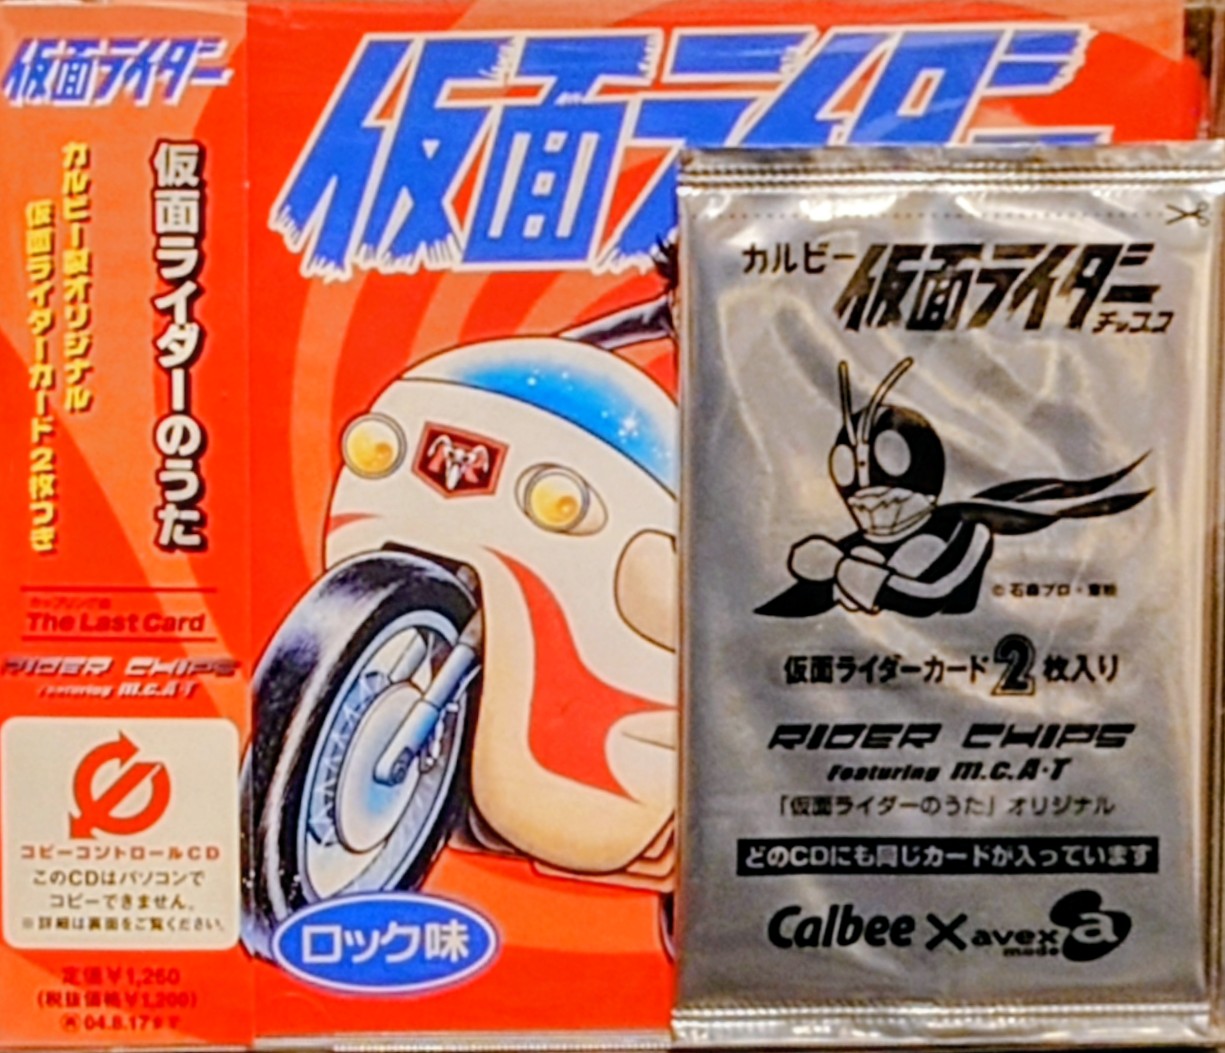 仮面ライダー
仮面ライダーのうた
カルビー製オリジナル
仮面ライダーカード2枚つき
カップリング曲
The Last Card
RIDER CHIPS
Featuring M.C.A・T
コピーコントロールCD
このCDはパソコンで
コピーできません。
※詳細は裏面をご覧ください。
定価¥1,260
(税抜価格¥1,200)
04.8.17まで
仮面ライダー
ロック味
カルビー
仮面ライダー
チップス
©石森プロ・東映
仮面ライダーカード2枚入り
RIDER CHIPS
Featuring M.C.A・T
「仮面ライダーのうた」オリジナル
どのCDにも同じカードが入っています
Calbee×avex mode